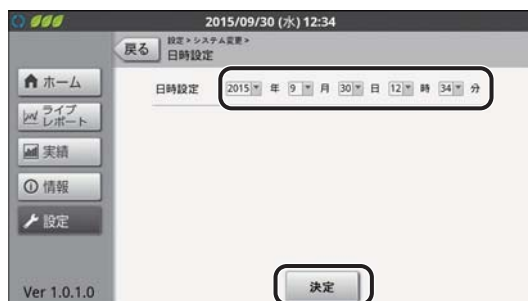 2015/09/30 (水) 12:34
戻る
設定 > システム変更 >
日時設定
ホーム
ライブ
レポート
実績
情報
設定
日時設定 2015 年 9 月 30 日 12 時 34 分
決定
Ver 1.0.1.0